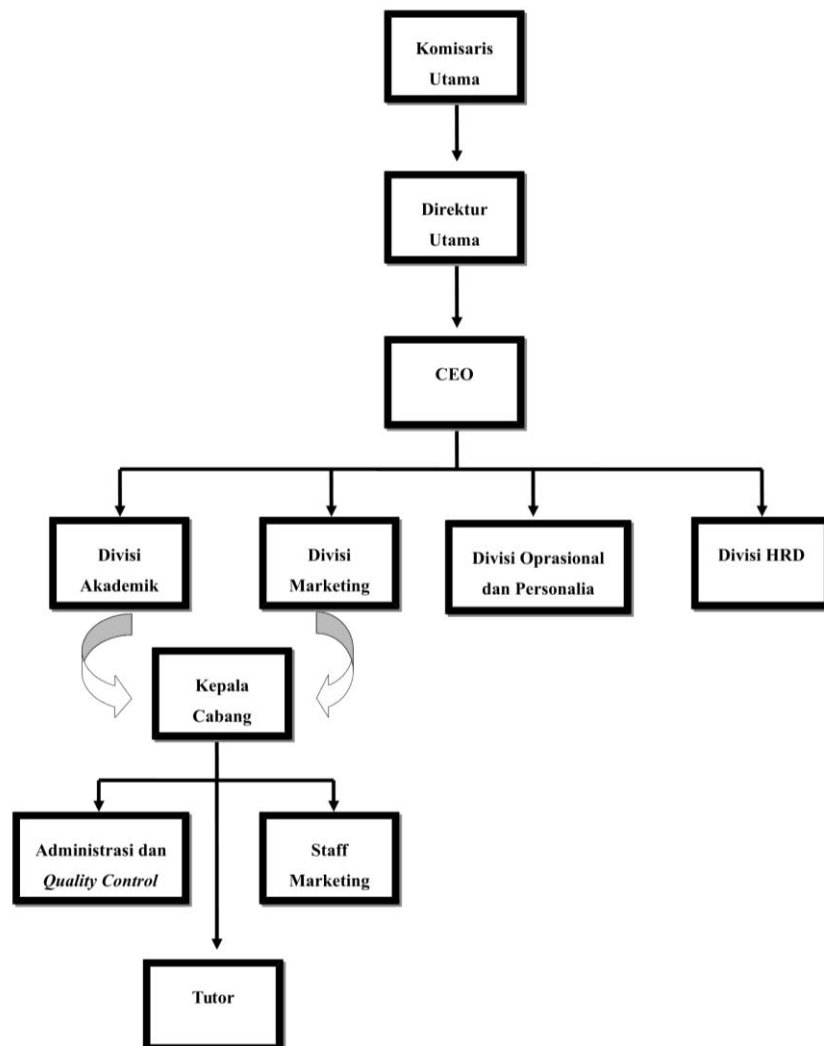 Komisaris
Utama
Direktur
Utama
CEO
Divisi
Akademik
Divisi
Marketing
Divisi Oprasional
dan Personalia
Divisi HRD
Kepala
Cabang
Administrasi dan
Quality Control
Staff
Marketing
Tutor